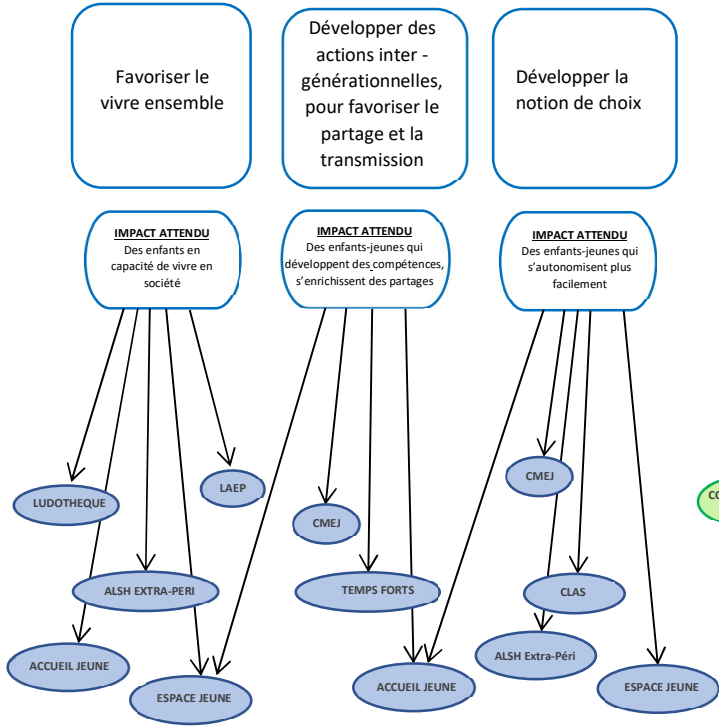 Favoriser le
vivre ensemble
Développer des
actions inter -
générationnelles,
pour favoriser le
partage et la
transmission
Développer la
notion de choix
IMPACT ATTENDU
Des enfants en
capacité de vivre en
société
IMPACT ATTENDU
Des enfants-jeunes qui
développent des compétences,
s'enrichissent des partages
IMPACT ATTENDU
Des enfants-jeunes qui
s'autonomisent plus
facilement
LUDOTHEQUE
LAEP
CMEJ
CMEJ
ALSH EXTRA-PERI
TEMPS FORTS
CLAS
ACCUEIL JEUNE
ESPACE JEUNE
ACCUEIL JEUNE
ALSH Extra-Péri
ESPACE JEUNE